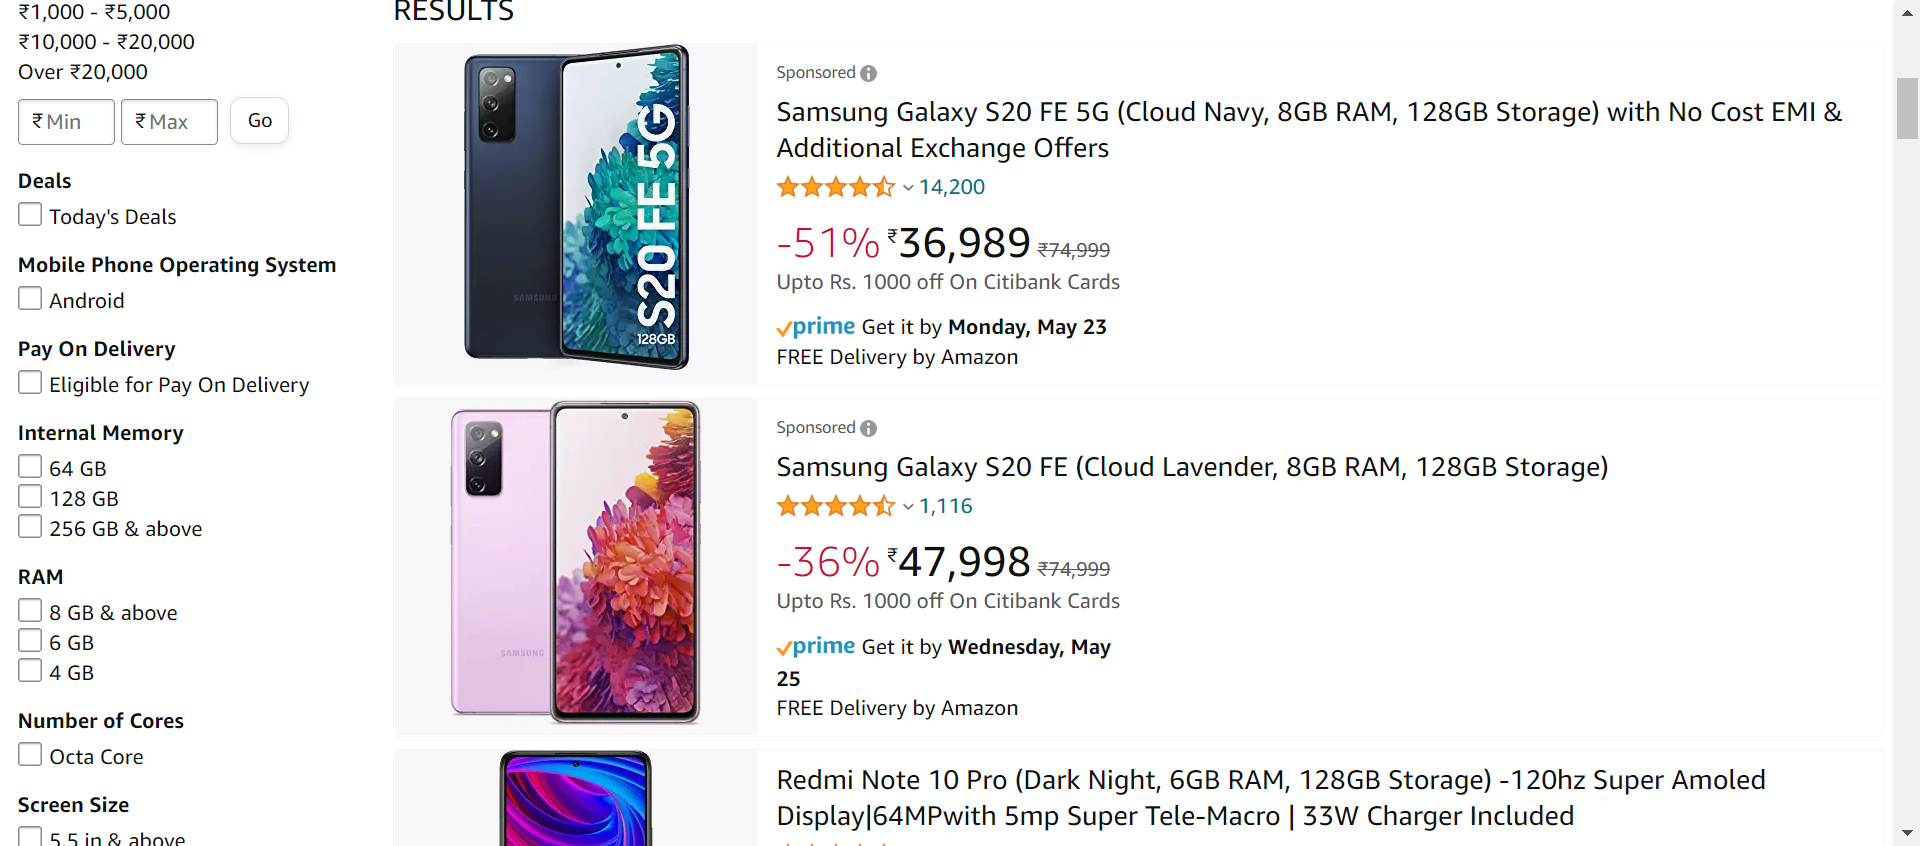 ₹1,000 - ₹5,000
₹10,000 - ₹20,000
Over ₹20,000
₹ Min
₹ Max
Go
Deals
Today's Deals
Mobile Phone Operating System
Android
Pay On Delivery
Eligible for Pay On Delivery
Internal Memory
64 GB
128 GB
256 GB & above
RAM
8 GB & above
6 GB
4 GB
Number of Cores
Octa Core
Screen Size
5.5 in & above
RESULTS
SAMSUNG
S20 FE 5G
128GB
Sponsored
Samsung Galaxy S20 FE 5G (Cloud Navy, 8GB RAM, 128GB Storage) with No Cost EMI &
Additional Exchange Offers
14,200
-51% ₹36,989 ₹74,999
Upto Rs. 1000 off On Citibank Cards
prime Get it by Monday, May 23
FREE Delivery by Amazon
SAMSUNG
Sponsored
Samsung Galaxy S20 FE (Cloud Lavender, 8GB RAM, 128GB Storage)
1,116
-36% ₹47,998 ₹74,999
Upto Rs. 1000 off On Citibank Cards
prime Get it by Wednesday, May
25
FREE Delivery by Amazon
Redmi Note 10 Pro (Dark Night, 6GB RAM, 128GB Storage) -120hz Super Amoled
Display|64MPwith 5mp Super Tele-Macro | 33W Charger Included